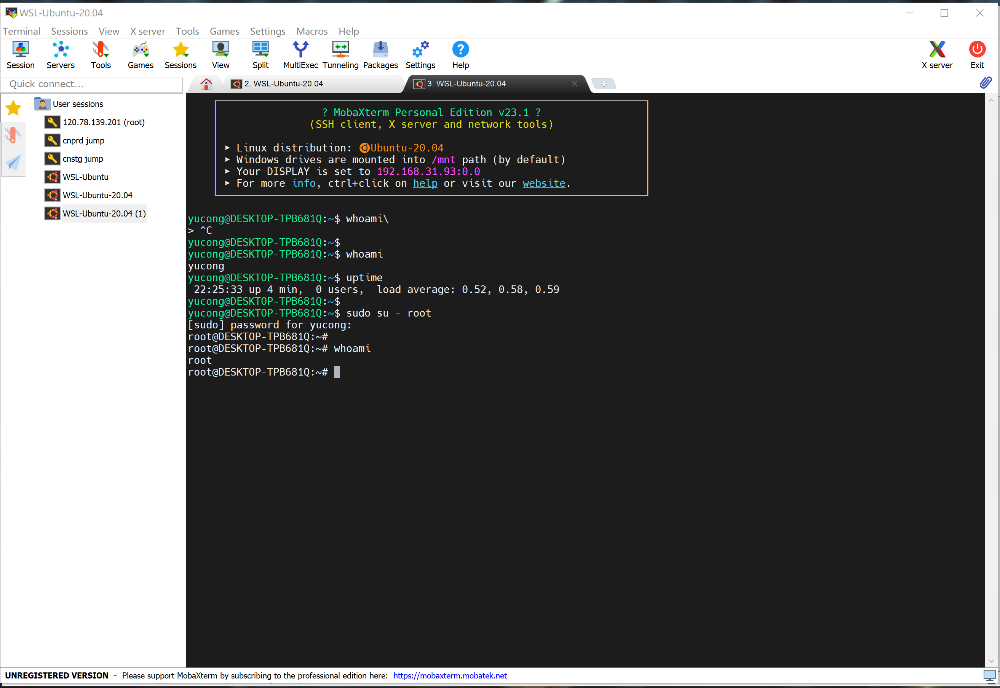 WSL-Ubuntu-20.04
Terminal Sessions View X server Tools Games Settings Macros Help
Session Servers Tools Games Sessions View Split MultiExec Tunneling Packages Settings Help X server Exit
Quick connect...
2. WSL-Ubuntu-20.04
3. WSL-Ubuntu-20.04
User sessions
120.78.139.201 (root)
cnprd jump
cnstg jump
WSL-Ubuntu
WSL-Ubuntu-20.04
WSL-Ubuntu-20.04 (1)
? MobaXterm Personal Edition v23.1 ?
(SSH client, X server and network tools)
➤ Linux distribution: Ubuntu-20.04
➤ Windows drives are mounted into /mnt path (by default)
➤ Your DISPLAY is set to 192.168.31.93:0.0
➤ For more info, ctrl+click on help or visit our website.
yucong@DESKTOP-TPB681Q:~$ whoami\
> ^C
yucong@DESKTOP-TPB681Q:~$
yucong@DESKTOP-TPB681Q:~$ whoami
yucong
yucong@DESKTOP-TPB681Q:~$ uptime
22:25:33 up 4 min,  0 users,  load average: 0.52, 0.58, 0.59
yucong@DESKTOP-TPB681Q:~$
yucong@DESKTOP-TPB681Q:~$ sudo su - root
[sudo] password for yucong:
root@DESKTOP-TPB681Q:~#
root@DESKTOP-TPB681Q:~# whoami
root
root@DESKTOP-TPB681Q:~#
UNREGISTERED VERSION - Please support MobaXterm by subscribing to the professional edition here: https://mobaxterm.mobatek.net